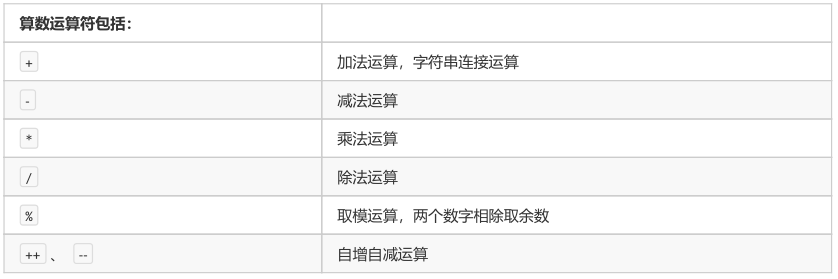 算数运算符包括：
+ 加法运算，字符串连接运算
- 减法运算
* 乘法运算
/ 除法运算
% 取模运算，两个数字相除取余数
++ 、 -- 自增自减运算